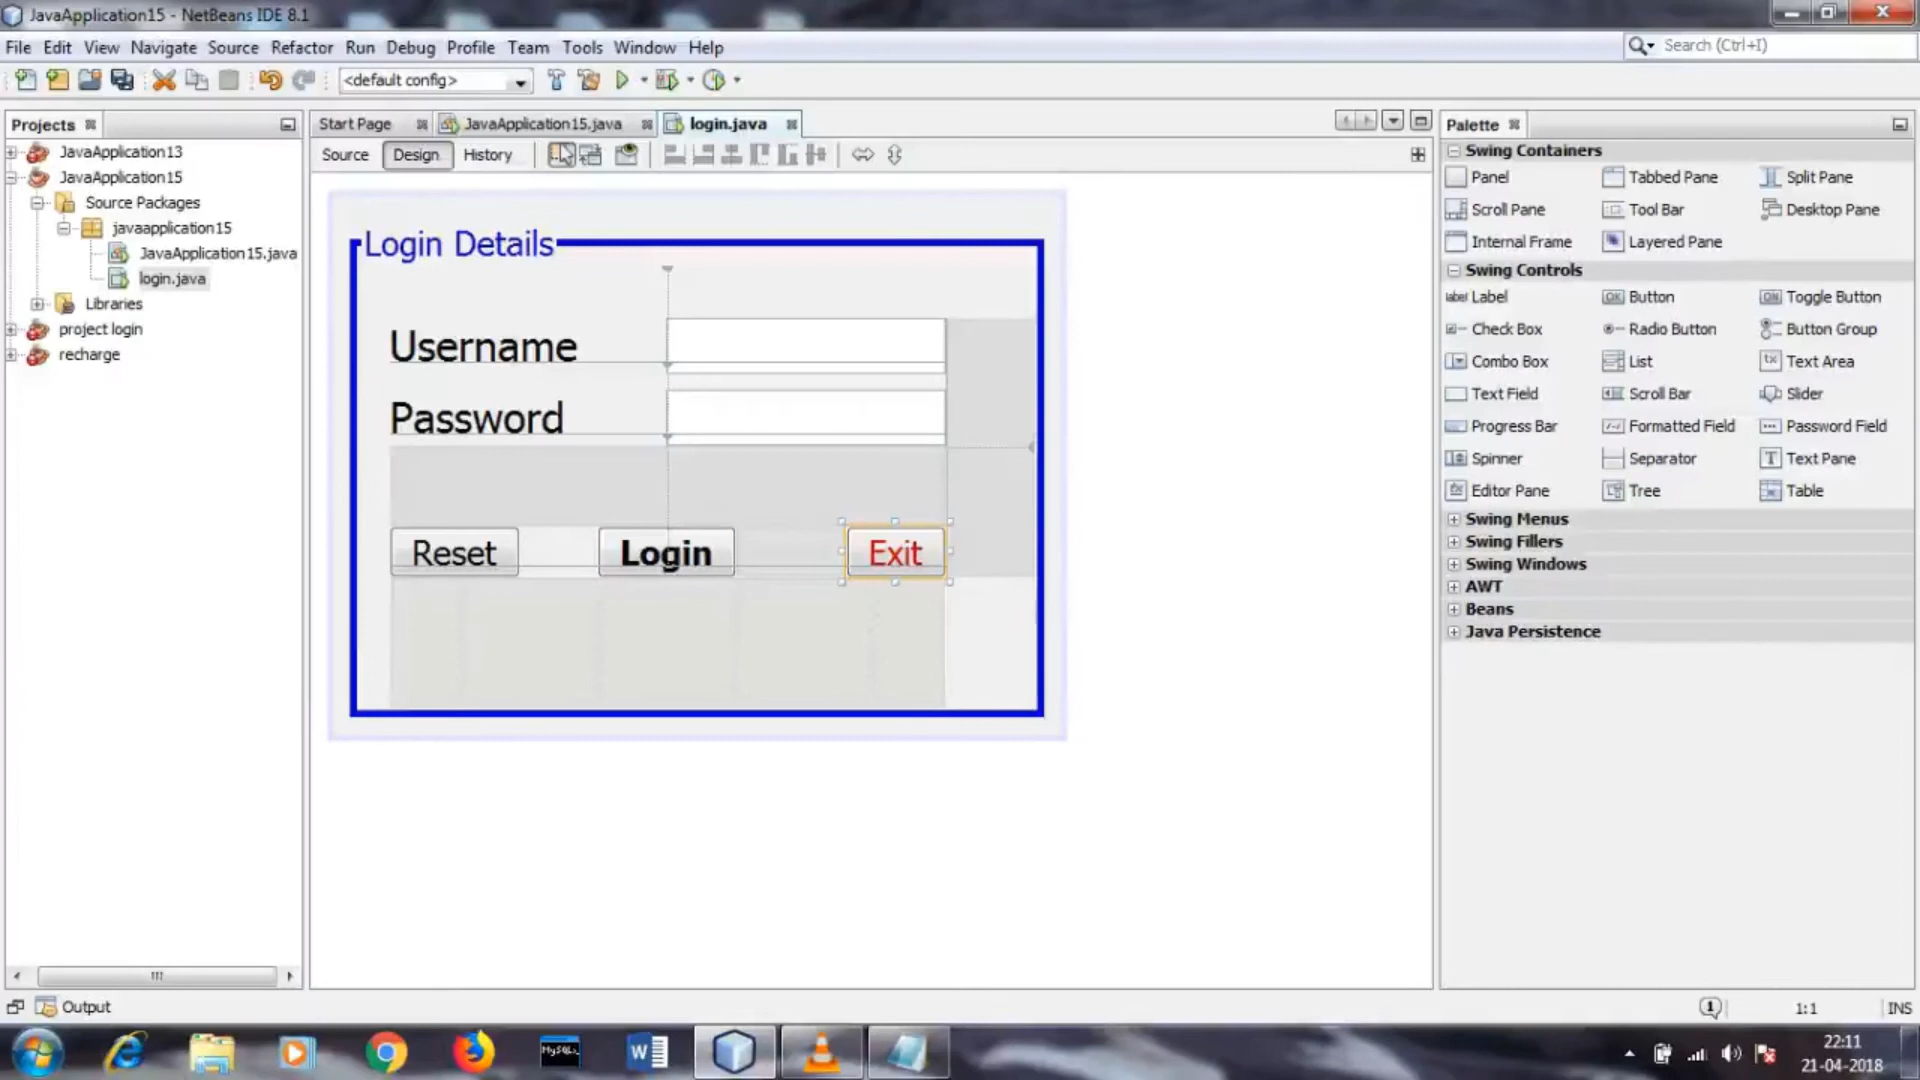 JavaApplication15 - NetBeans IDE 8.1
File Edit View Navigate Source Refactor Run Debug Profile Team Tools Window Help
Search (Ctrl+I)
<default config>
Projects
Start Page JavaApplication15.java login.java
Palette
JavaApplication13
JavaApplication15
Source Packages
javaapplication15
JavaApplication15.java
login.java
Libraries
project login
recharge
Source Design History
Login Details
Username
Password
Reset Login Exit
Swing Containers
Panel Tabbed Pane Split Pane
Scroll Pane Tool Bar Desktop Pane
Internal Frame Layered Pane
Swing Controls
label Label OK Button ON Toggle Button
Check Box Radio Button Button Group
Combo Box List Text Area
Text Field Scroll Bar Slider
Progress Bar Formatted Field Password Field
Spinner Separator Text Pane
Editor Pane Tree Table
Swing Menus
Swing Fillers
Swing Windows
AWT
Beans
Java Persistence
Output
1:1 INS
MySQL
22:11
21-04-2018